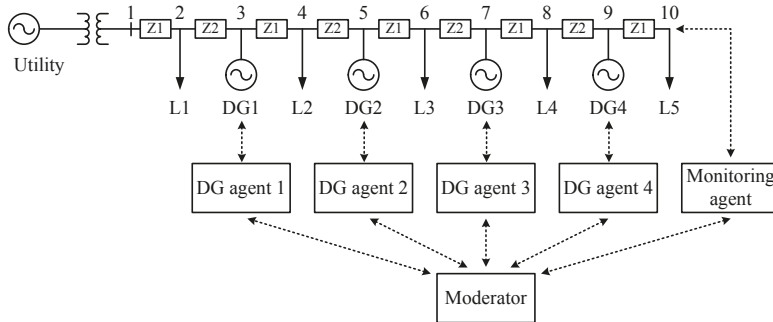 1 2 3 4 5 6 7 8 9 10
Z1 Z2 Z1 Z2 Z1 Z2 Z1 Z2 Z1
Utility
L1 DG1 L2 DG2 L3 DG3 L4 DG4 L5
DG agent 1 DG agent 2 DG agent 3 DG agent 4 Monitoring
agent
Moderator